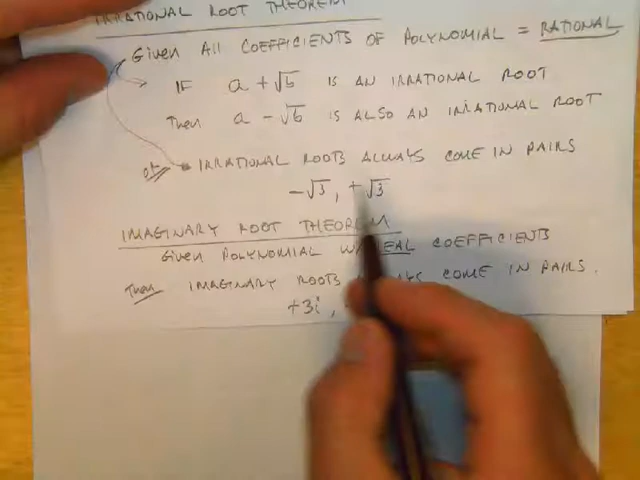 IRRATIONAL ROOT THEOREM
GIVEN ALL COEFFICIENTS OF POLYNOMIAL = RATIONAL
IF a + √b IS AN IRRATIONAL ROOT
THEN a - √b IS ALSO AN IRRATIONAL ROOT
OR IRRATIONAL ROOTS ALWAYS COME IN PAIRS
-√3, +√3
IMAGINARY ROOT THEOREM
GIVEN POLYNOMIAL W/ REAL COEFFICIENTS
THEN IMAGINARY ROOTS COME IN PAIRS.
+3i,